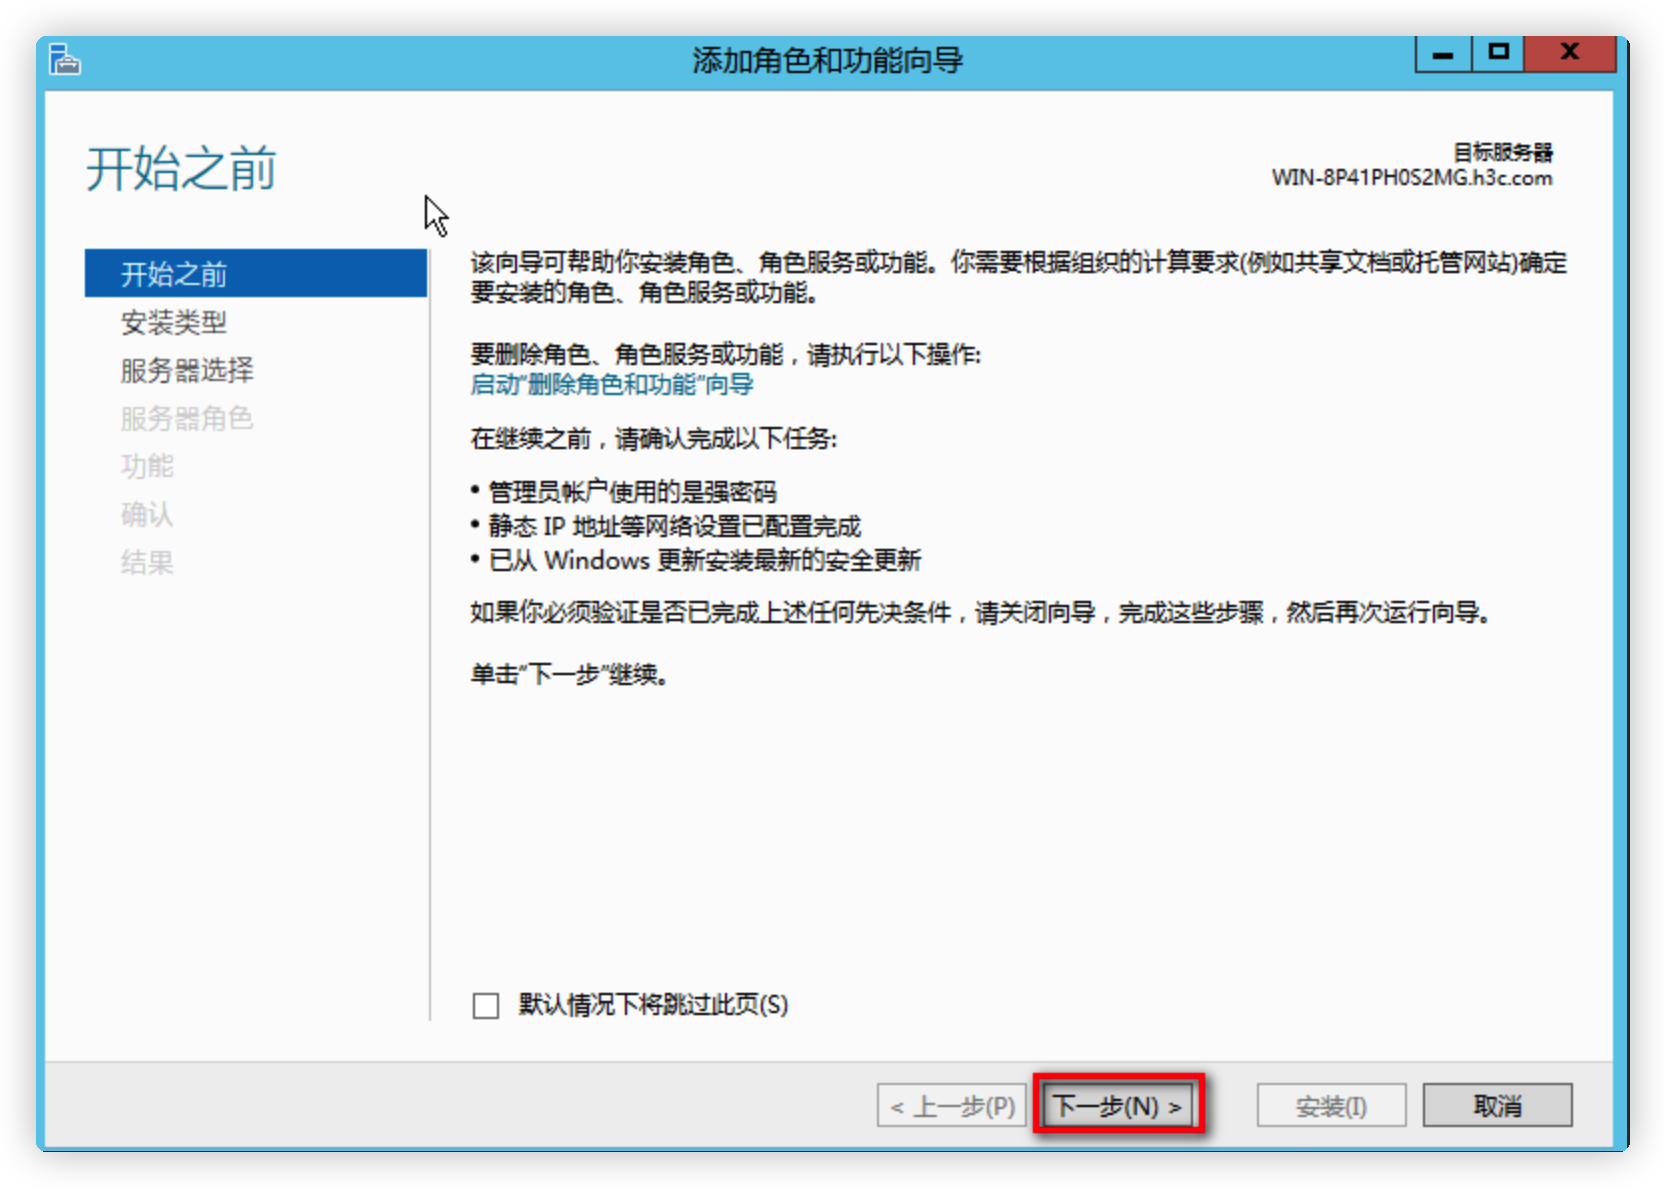 添加角色和功能向导
开始之前
目标服务器
WIN-8P41PH0S2MG.h3c.com
开始之前
安装类型
服务器选择
服务器角色
功能
确认
结果
该向导可帮助你安装角色、角色服务或功能。你需要根据组织的计算要求(例如共享文档或托管网站)确定
要安装的角色、角色服务或功能。
要删除角色、角色服务或功能，请执行以下操作:
启动"删除角色和功能"向导
在继续之前，请确认完成以下任务:
• 管理员帐户使用的是强密码
• 静态 IP 地址等网络设置已配置完成
• 已从 Windows 更新安装最新的安全更新
如果你必须验证是否已完成上述任何先决条件，请关闭向导，完成这些步骤，然后再次运行向导。
单击"下一步"继续。
默认情况下将跳过此页(S)
< 上一步(P)
下一步(N) >
安装(I)
取消